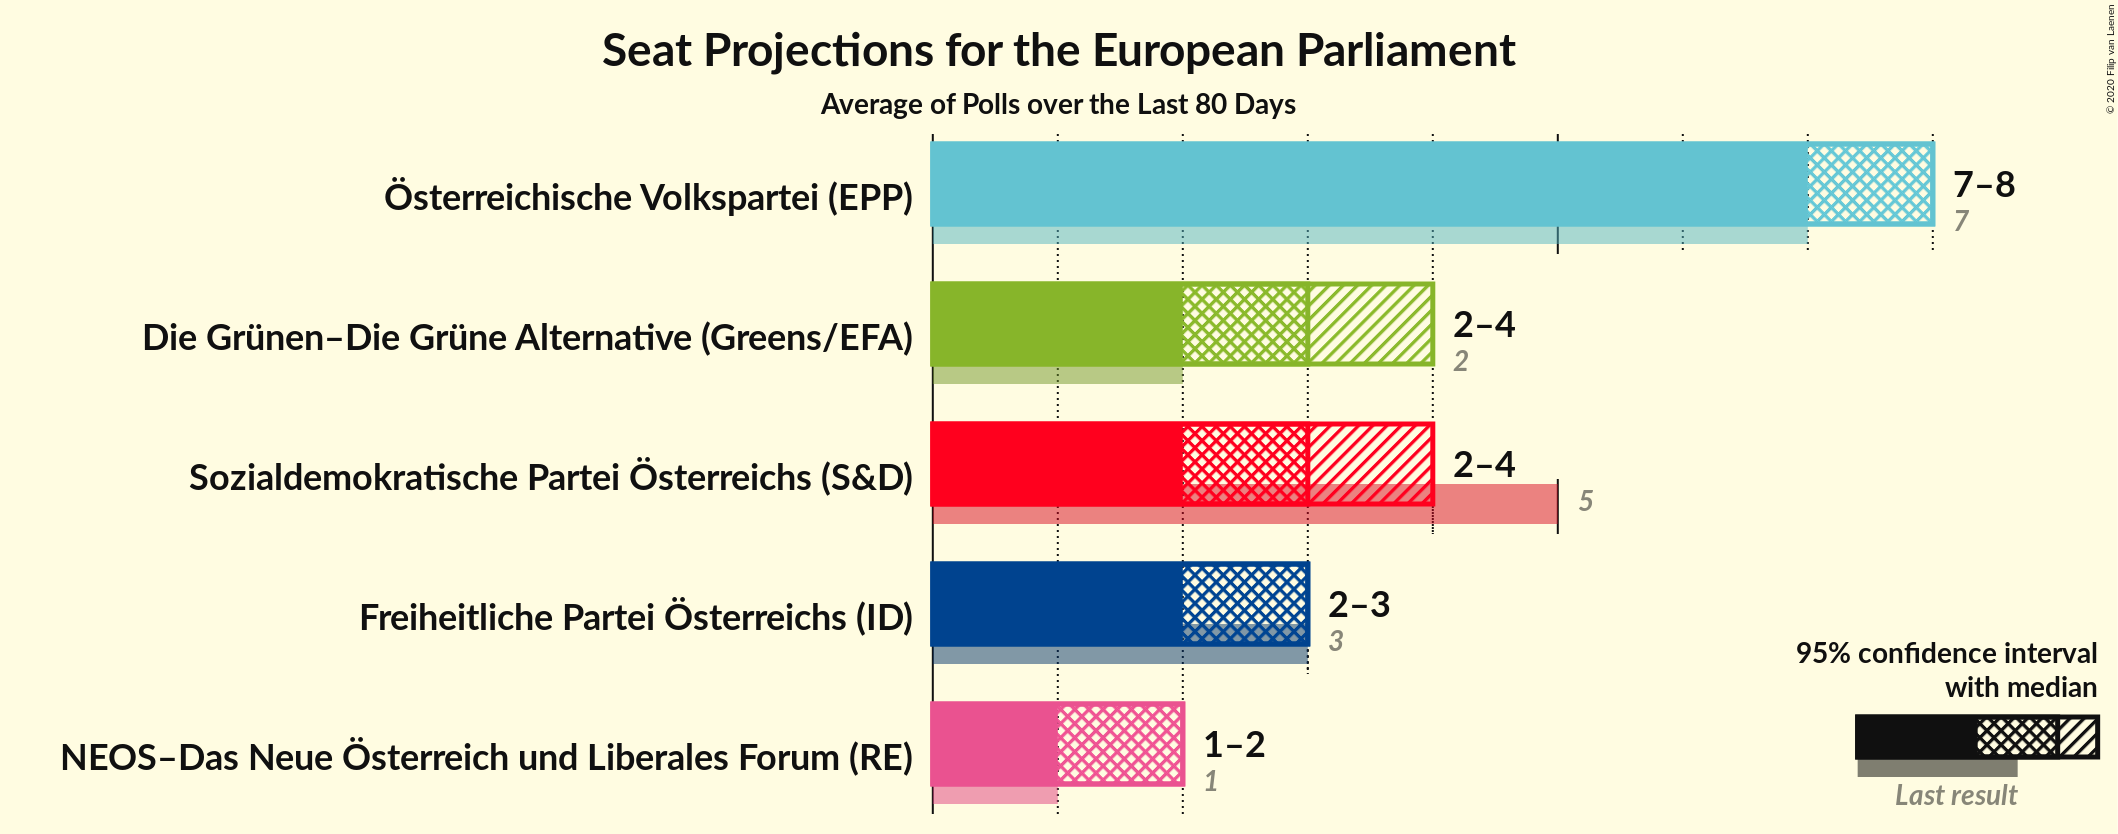 Seat Projections for the European Parliament
Average of Polls over the Last 80 Days
© 2020 Filip van Laenen
Österreichische Volkspartei (EPP)
7–8
7
Die Grünen–Die Grüne Alternative (Greens/EFA)
2–4
2
Sozialdemokratische Partei Österreichs (S&D)
2–4
5
Freiheitliche Partei Österreichs (ID)
2–3
3
NEOS–Das Neue Österreich und Liberales Forum (RE)
1–2
1
95% confidence interval
with median
Last result